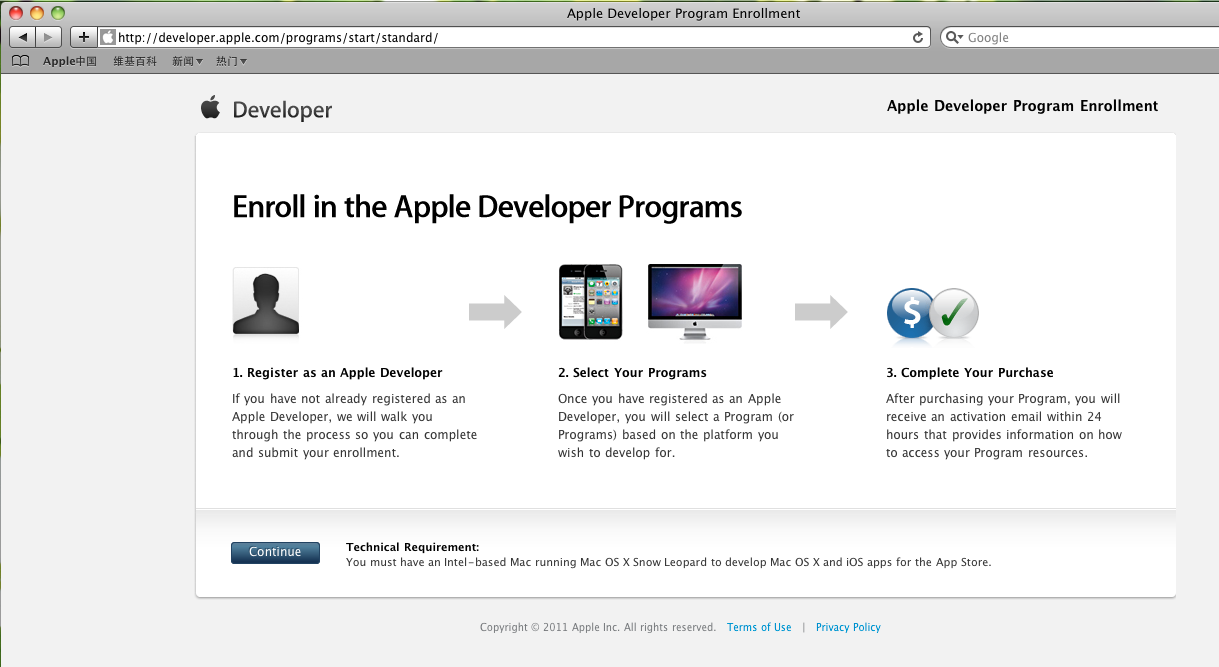 Apple Developer Program Enrollment
http://developer.apple.com/programs/start/standard/
Google
Apple中国 维基百科 新闻 热门
Developer
Apple Developer Program Enrollment
Enroll in the Apple Developer Programs
1. Register as an Apple Developer
If you have not already registered as an
Apple Developer, we will walk you
through the process so you can complete
and submit your enrollment.
2. Select Your Programs
Once you have registered as an Apple
Developer, you will select a Program (or
Programs) based on the platform you
wish to develop for.
$
3. Complete Your Purchase
After purchasing your Program, you will
receive an activation email within 24
hours that provides information on how
to access your Program resources.
Continue
Technical Requirement:
You must have an Intel-based Mac running Mac OS X Snow Leopard to develop Mac OS X and iOS apps for the App Store.
Copyright © 2011 Apple Inc. All rights reserved. Terms of Use | Privacy Policy